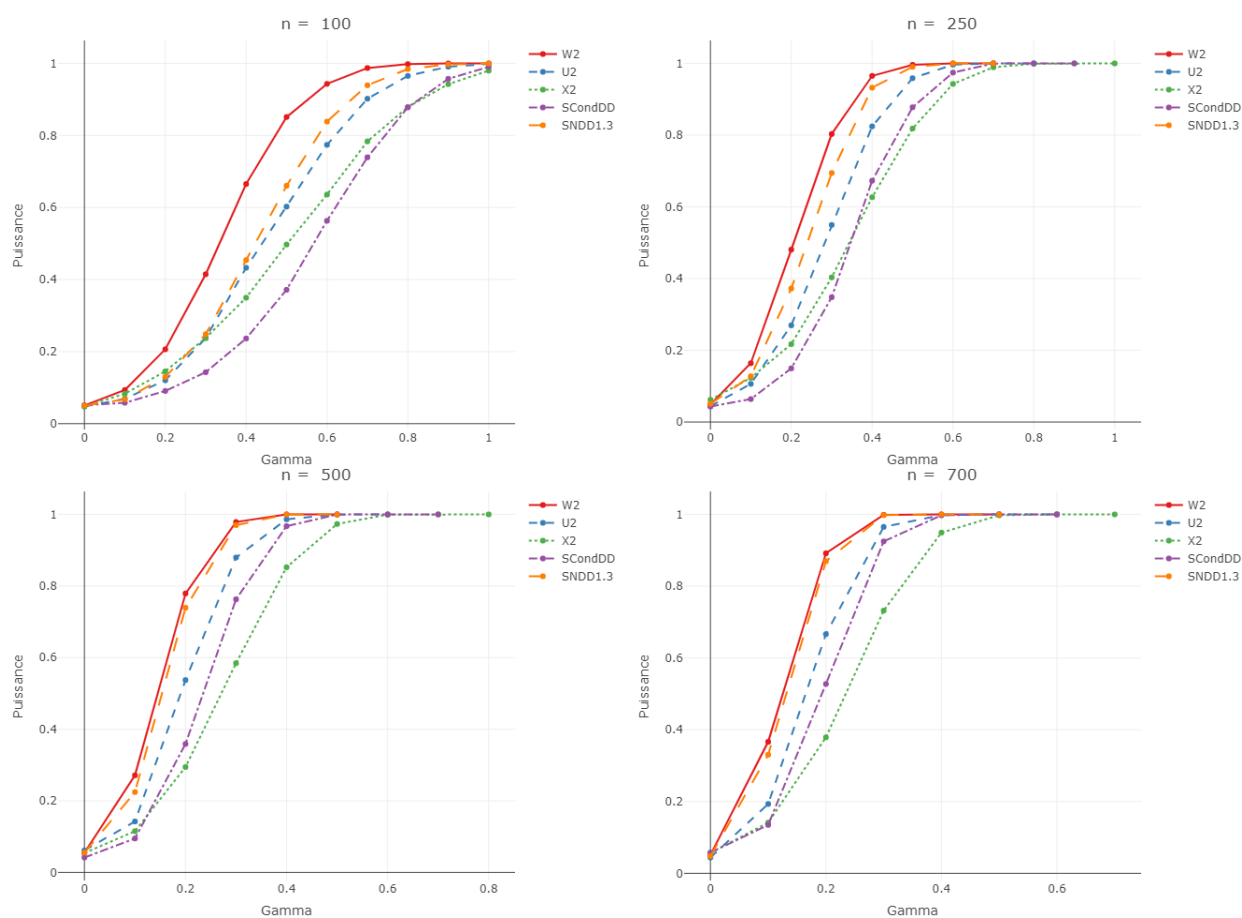 n = 100
1
0.8
0.6
0.4
0.2
0
Puissance
0
0.2
0.4
0.6
0.8
1
Gamma
W2
U2
X2
SCondDD
SNDD1.3
n = 250
1
0.8
0.6
0.4
0.2
0
Puissance
0
0.2
0.4
0.6
0.8
1
Gamma
W2
U2
X2
SCondDD
SNDD1.3
n = 500
1
0.8
0.6
0.4
0.2
0
Puissance
0
0.2
0.4
0.6
0.8
Gamma
W2
U2
X2
SCondDD
SNDD1.3
n = 700
1
0.8
0.6
0.4
0.2
0
Puissance
0
0.2
0.4
0.6
Gamma
W2
U2
X2
SCondDD
SNDD1.3